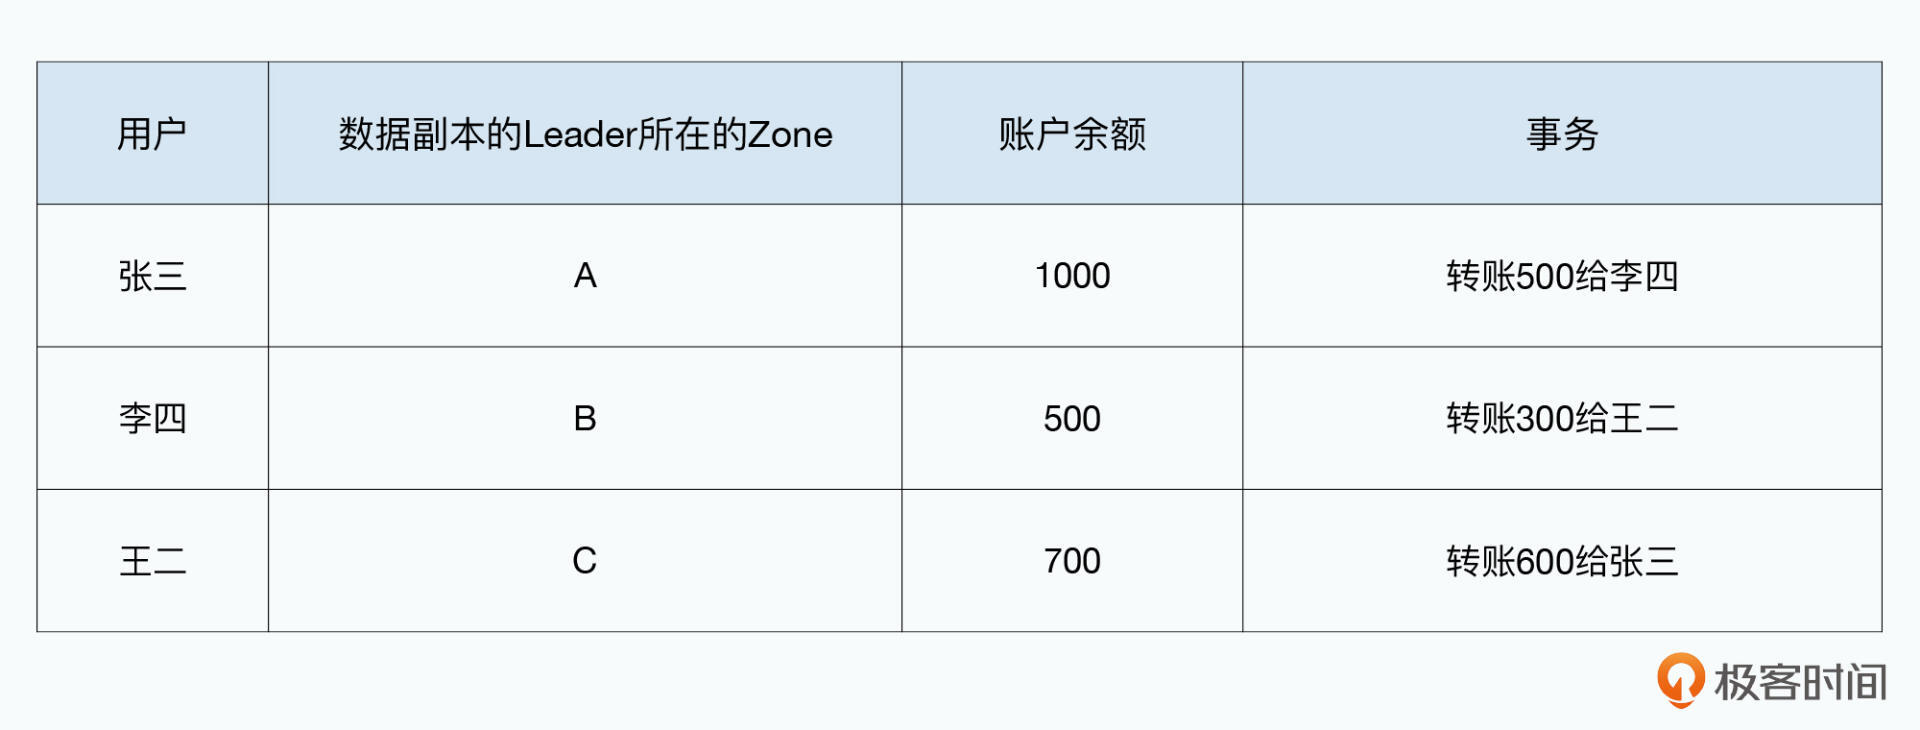 用户 数据副本的Leader所在的Zone 账户余额 事务
张三 A 1000 转账500给李四
李四 B 500 转账300给王二
王二 C 700 转账600给张三
极客时间